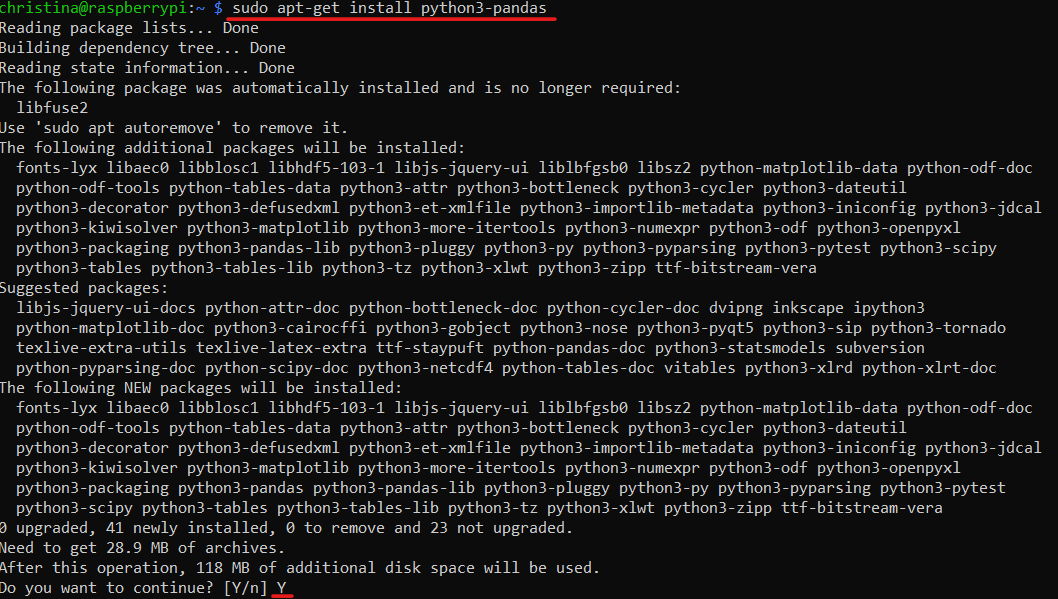 christina@raspberrypi:~ $ sudo apt-get install python3-pandas
Reading package lists... Done
Building dependency tree... Done
Reading state information... Done
The following package was automatically installed and is no longer required:
  libfuse2
Use 'sudo apt autoremove' to remove it.
The following additional packages will be installed:
  fonts-lyx libaec0 libblosc1 libhdf5-103-1 libjs-jquery-ui liblbfgsb0 libsz2 python-matplotlib-data python-odf-doc
  python-odf-tools python-tables-data python3-attr python3-bottleneck python3-cycler python3-dateutil
  python3-decorator python3-defusedxml python3-et-xmlfile python3-importlib-metadata python3-iniconfig python3-jdcal
  python3-kiwisolver python3-matplotlib python3-more-itertools python3-numexpr python3-odf python3-openpyxl
  python3-packaging python3-pandas-lib python3-pluggy python3-py python3-pyparsing python3-pytest python3-scipy
  python3-tables python3-tables-lib python3-tz python3-xlwt python3-zipp ttf-bitstream-vera
Suggested packages:
  libjs-jquery-ui-docs python-attr-doc python-bottleneck-doc python-cycler-doc dvipng inkscape ipython3
  python-matplotlib-doc python3-cairocffi python3-gobject python3-nose python3-pyqt5 python3-sip python3-tornado
  texlive-extra-utils texlive-latex-extra ttf-staypuft python-pandas-doc python3-statsmodels subversion
  python-pyparsing-doc python-scipy-doc python3-netcdf4 python-tables-doc vitables python3-xlrd python-xlrt-doc
The following NEW packages will be installed:
  fonts-lyx libaec0 libblosc1 libhdf5-103-1 libjs-jquery-ui liblbfgsb0 libsz2 python-matplotlib-data python-odf-doc
  python-odf-tools python-tables-data python3-attr python3-bottleneck python3-cycler python3-dateutil
  python3-decorator python3-defusedxml python3-et-xmlfile python3-importlib-metadata python3-iniconfig python3-jdcal
  python3-kiwisolver python3-matplotlib python3-more-itertools python3-numexpr python3-odf python3-openpyxl
  python3-packaging python3-pandas python3-pandas-lib python3-pluggy python3-py python3-pyparsing python3-pytest
  python3-scipy python3-tables python3-tables-lib python3-tz python3-xlwt python3-zipp ttf-bitstream-vera
0 upgraded, 41 newly installed, 0 to remove and 23 not upgraded.
Need to get 28.9 MB of archives.
After this operation, 118 MB of additional disk space will be used.
Do you want to continue? [Y/n] Y